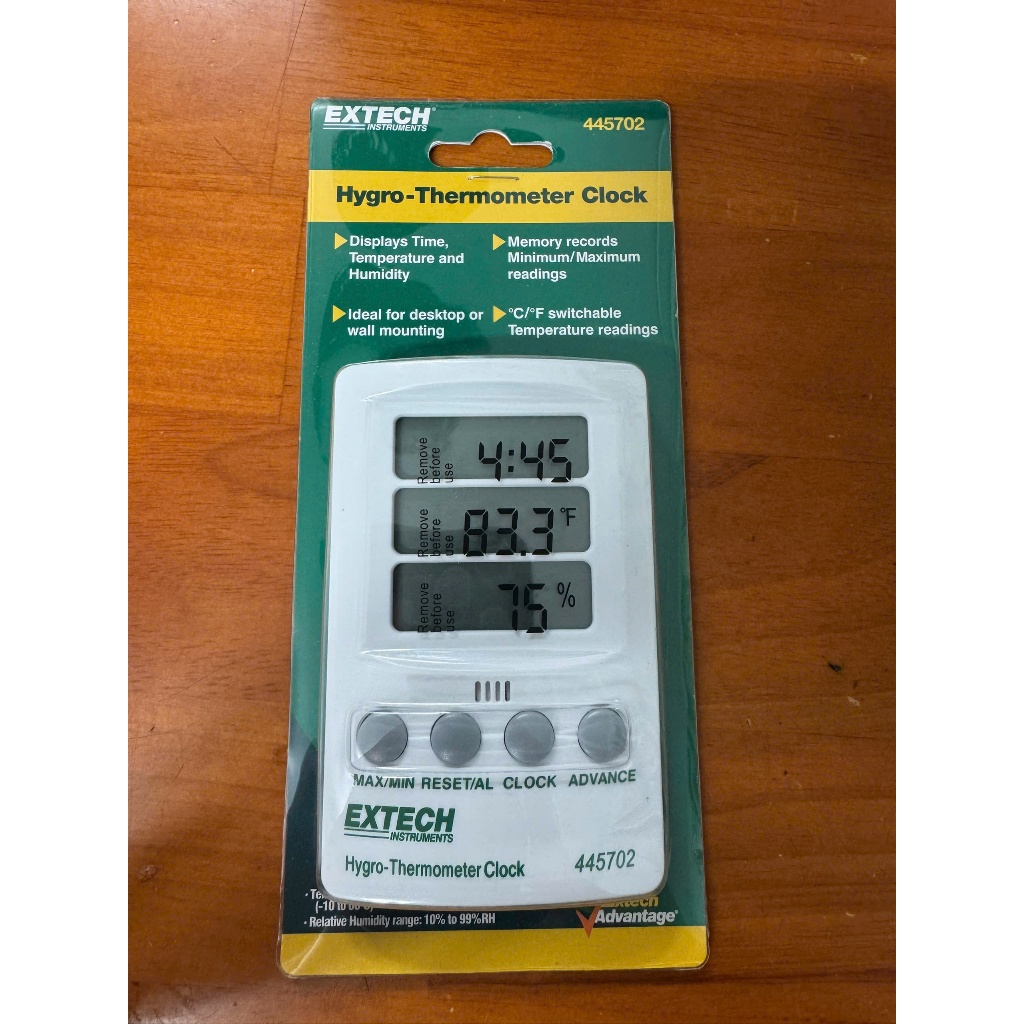 EXTECH®
INSTRUMENTS
445702
Hygro-Thermometer Clock
Displays Time,
Temperature and
Humidity
Memory records
Minimum/Maximum
readings
Ideal for desktop or
wall mounting
°C/°F switchable
Temperature readings
Remove
before
use
4:45
Remove
before
use
83.3 °F
Remove
before
use
75 %
MAX/MIN RESET/AL CLOCK ADVANCE
EXTECH
INSTRUMENTS
Hygro-Thermometer Clock
445702
(-10 to
• Relative Humidity range: 10% to 99%RH
Extech
Advantage®